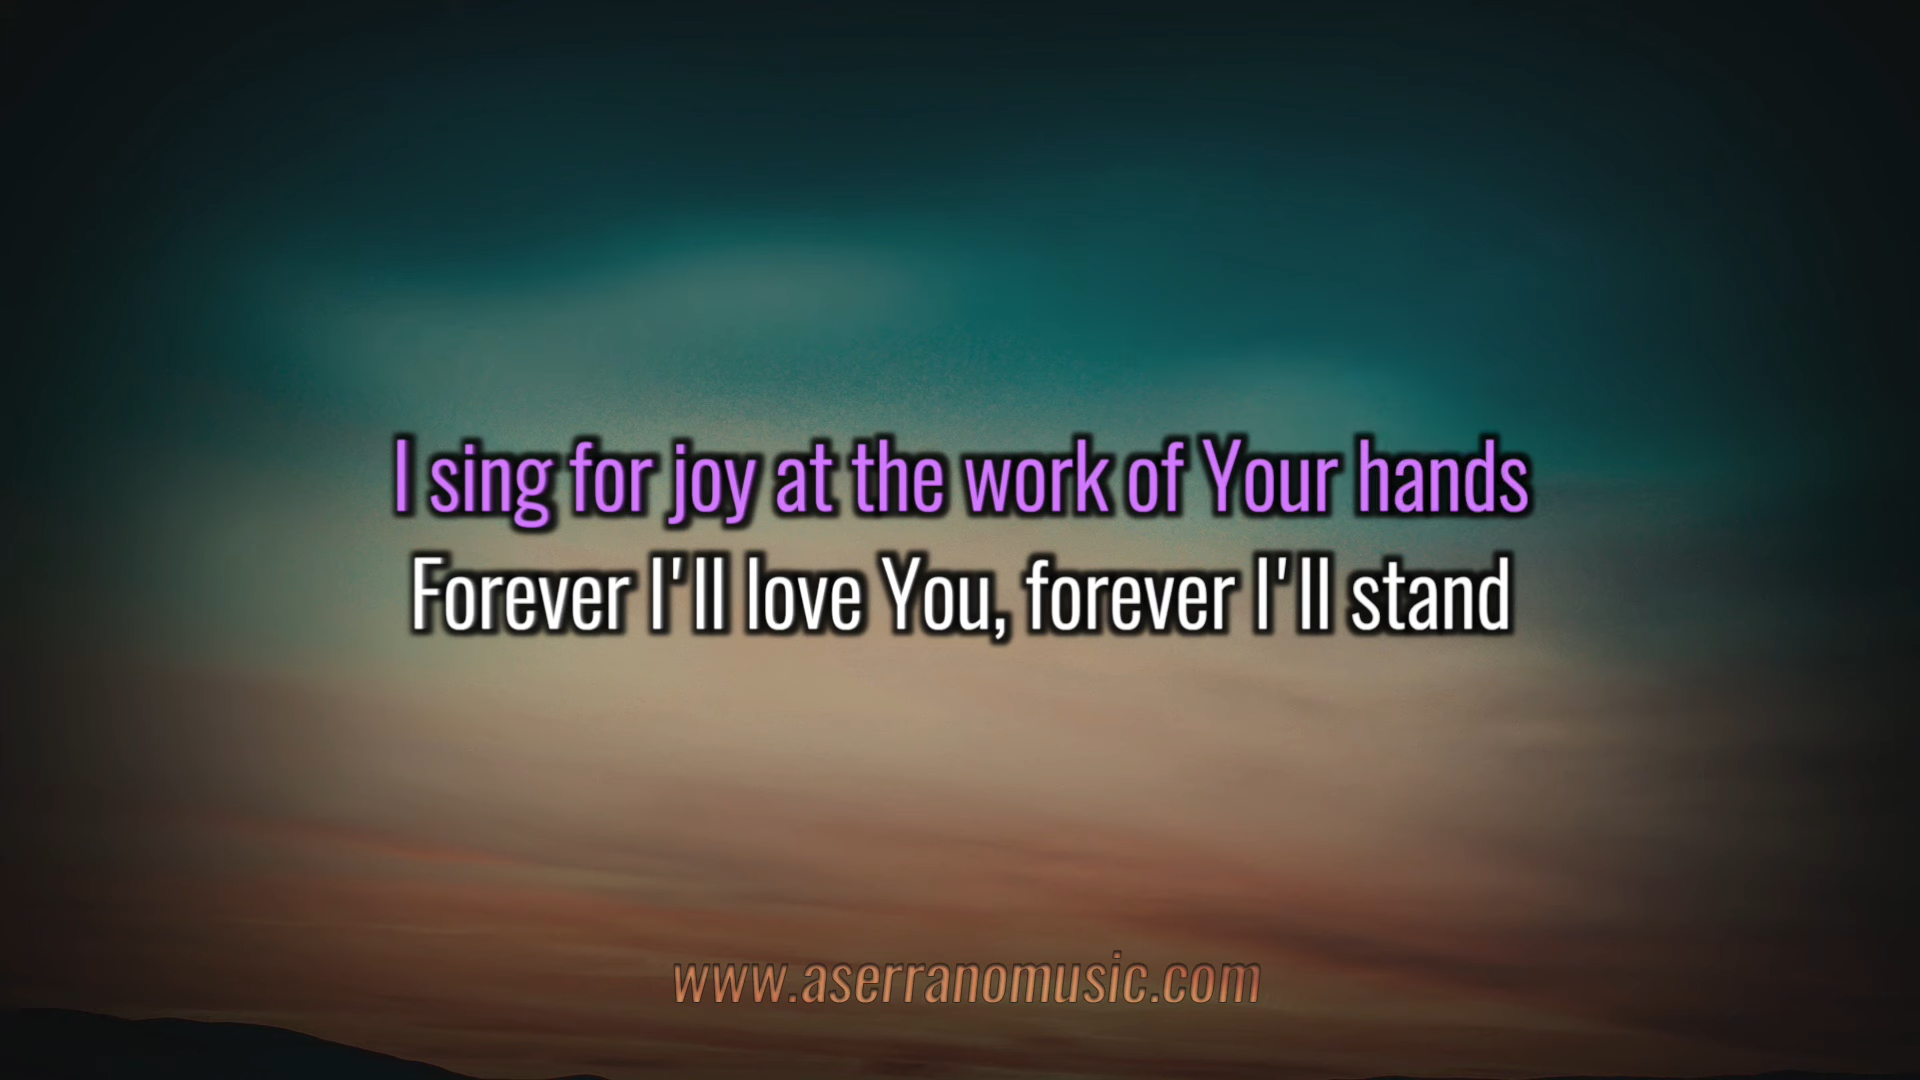 I sing for joy at the work of Your hands
Forever I'll love You, forever I'll stand
www.aserranomusic.com